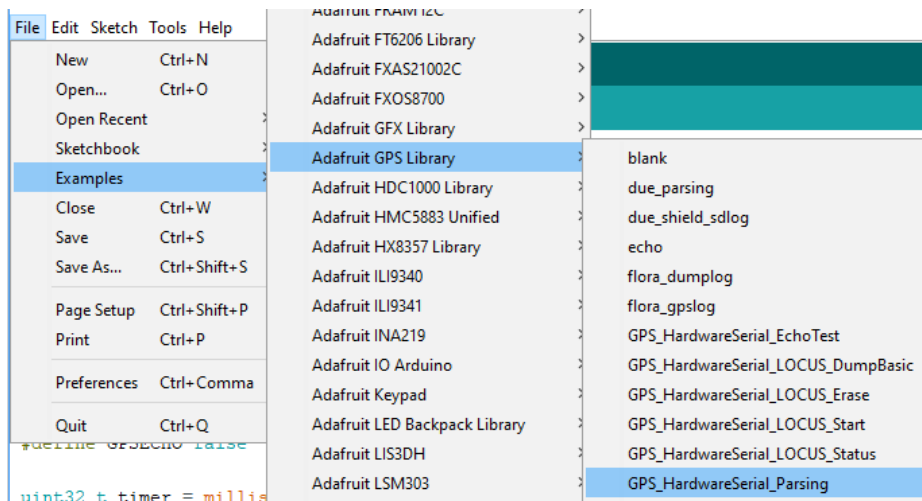 File Edit Sketch Tools Help
New Ctrl+N
Open... Ctrl+O
Open Recent
Sketchbook
Examples
Close Ctrl+W
Save Ctrl+S
Save As... Ctrl+Shift+S
Page Setup Ctrl+Shift+P
Print Ctrl+P
Preferences Ctrl+Comma
Quit Ctrl+Q
#define GPSECHO false
uint32_t timer = millis
Adafruit FRAM I2C
Adafruit FT6206 Library
Adafruit FXAS21002C
Adafruit FXOS8700
Adafruit GFX Library
Adafruit GPS Library
Adafruit HDC1000 Library
Adafruit HMC5883 Unified
Adafruit HX8357 Library
Adafruit ILI9340
Adafruit ILI9341
Adafruit INA219
Adafruit IO Arduino
Adafruit Keypad
Adafruit LED Backpack Library
Adafruit LIS3DH
Adafruit LSM303
blank
due_parsing
due_shield_sdlog
echo
flora_dumplog
flora_gpslog
GPS_HardwareSerial_EchoTest
GPS_HardwareSerial_LOCUS_DumpBasic
GPS_HardwareSerial_LOCUS_Erase
GPS_HardwareSerial_LOCUS_Start
GPS_HardwareSerial_LOCUS_Status
GPS_HardwareSerial_Parsing